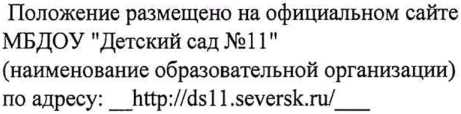 Положение размещено на официальном сайте
МБДОУ "Детский сад №11"
(наименование образовательной организации)
по адресу: __http://ds11.seversk.ru/___